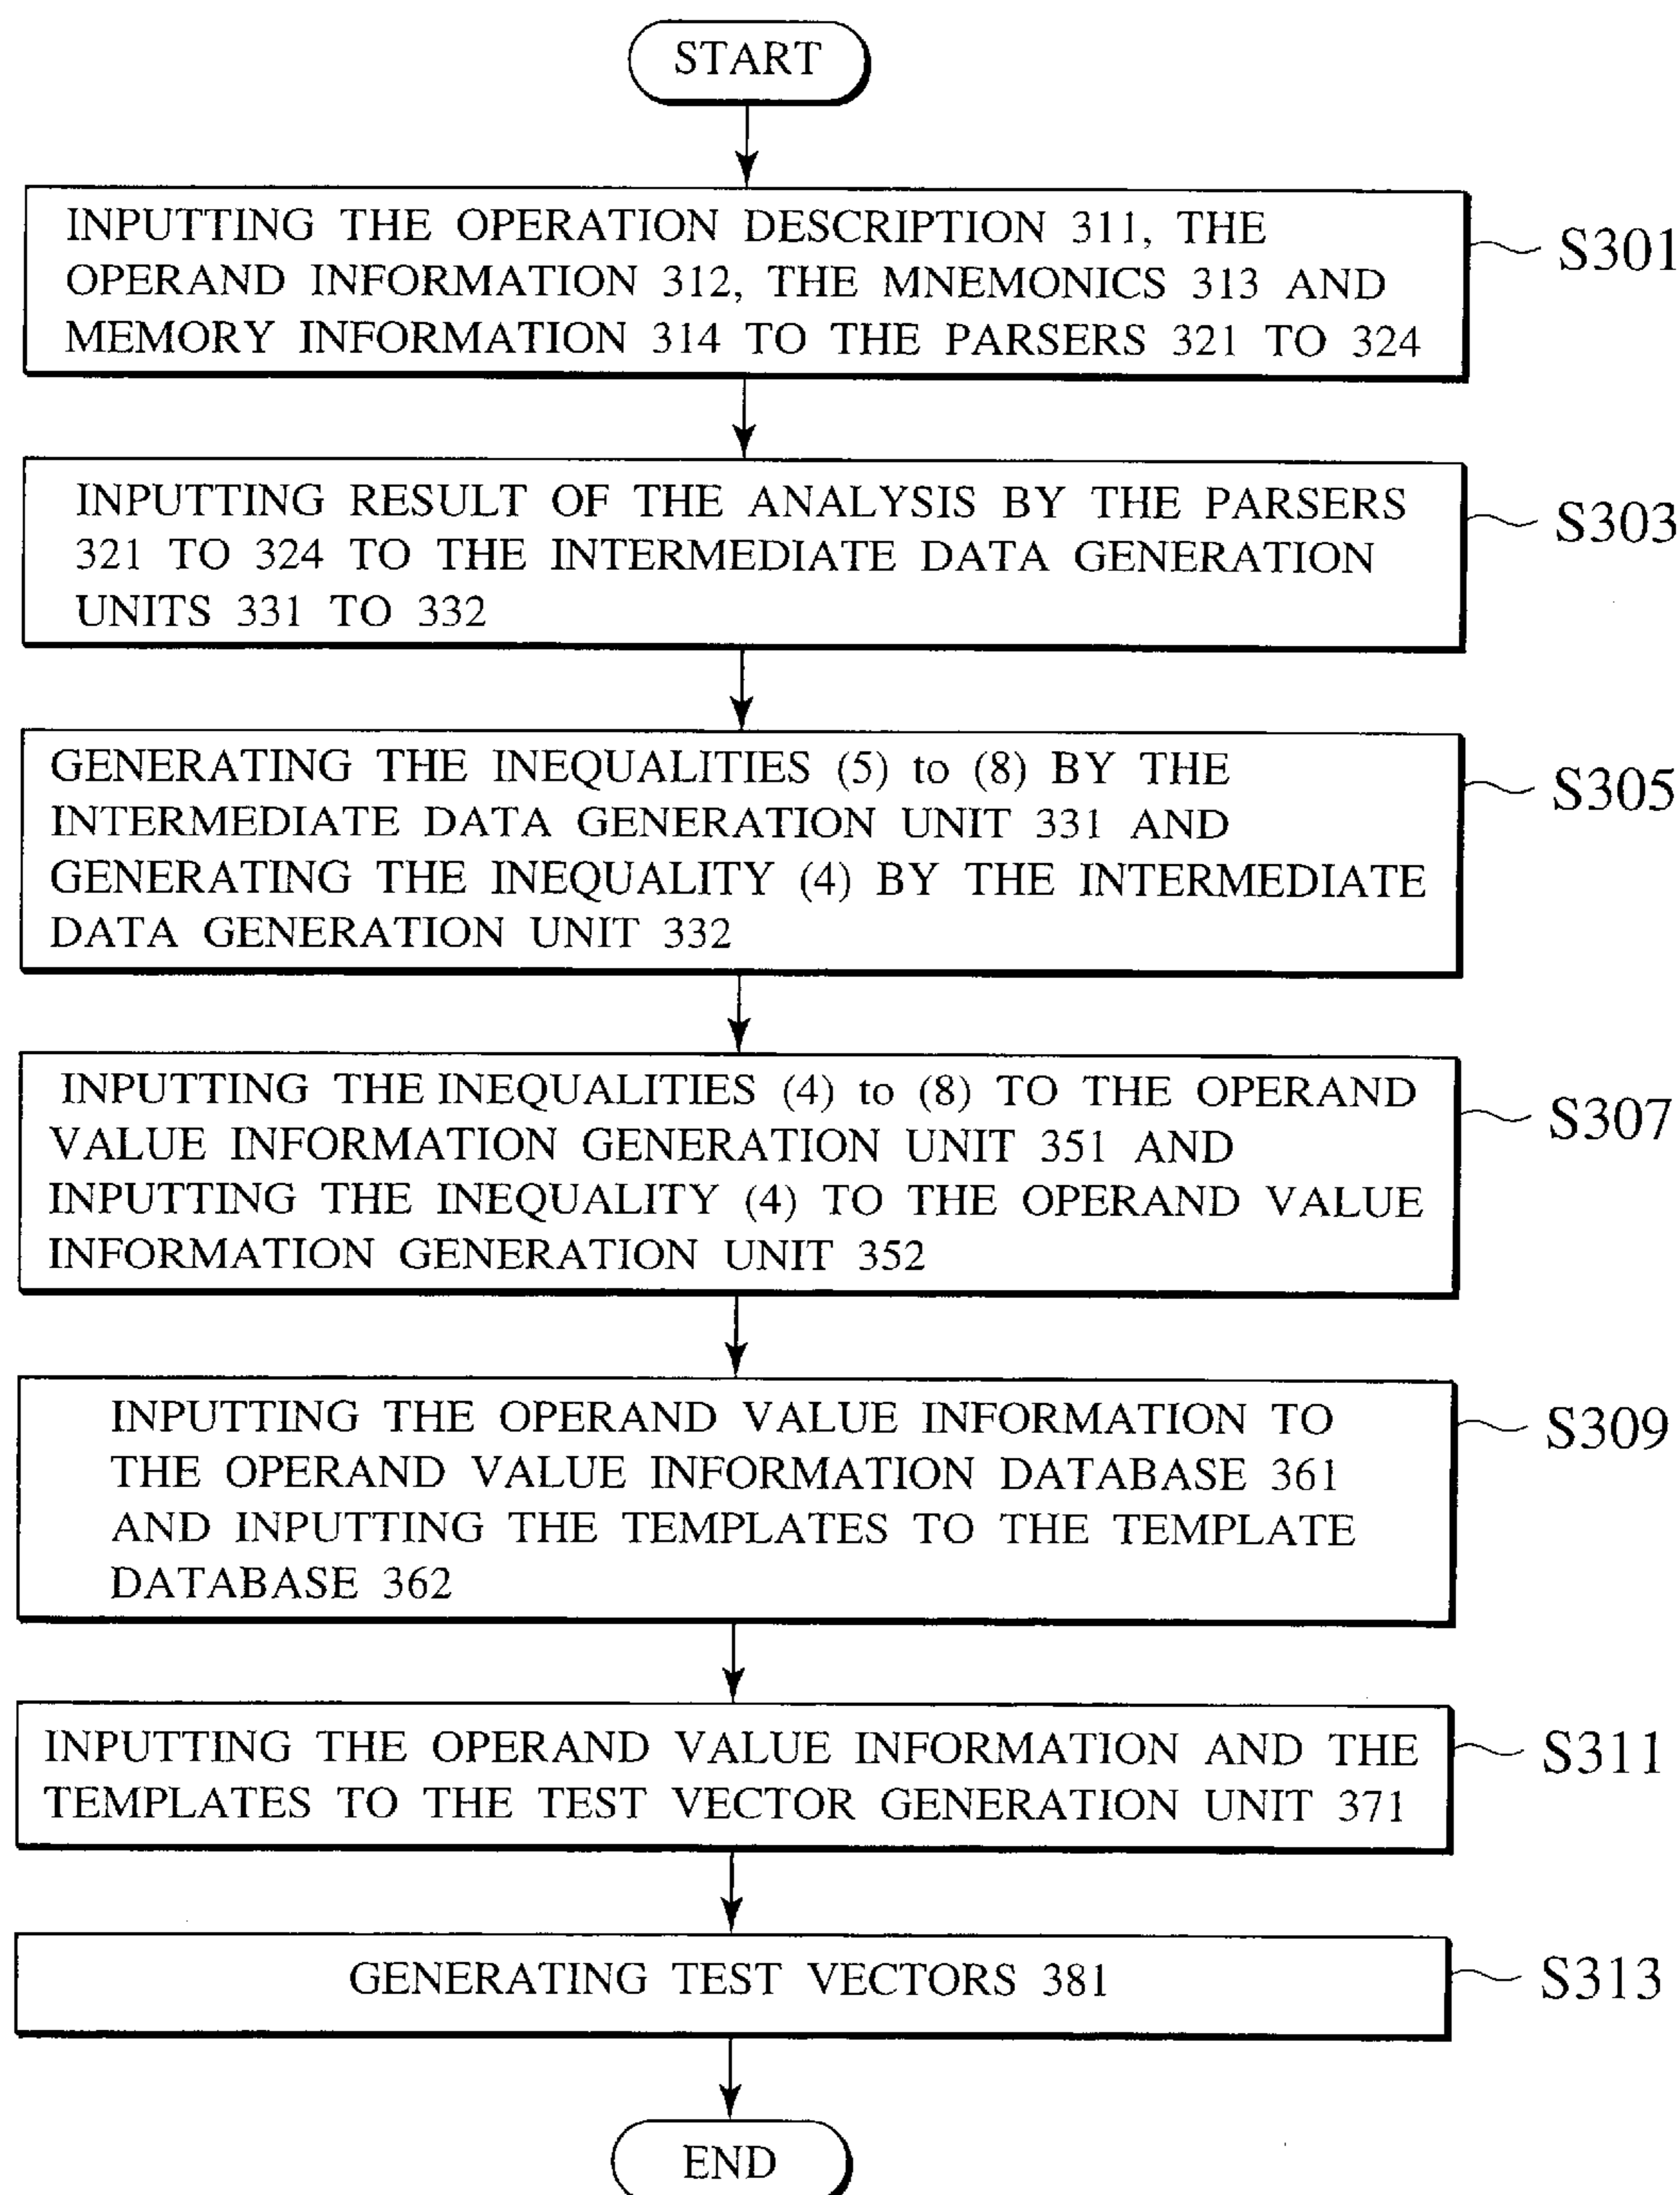 START
INPUTTING THE OPERATION DESCRIPTION 311, THE
OPERAND INFORMATION 312, THE MNEMONICS 313 AND
MEMORY INFORMATION 314 TO THE PARSERS 321 TO 324
S301
INPUTTING RESULT OF THE ANALYSIS BY THE PARSERS
321 TO 324 TO THE INTERMEDIATE DATA GENERATION
UNITS 331 TO 332
S303
GENERATING THE INEQUALITIES (5) to (8) BY THE
INTERMEDIATE DATA GENERATION UNIT 331 AND
GENERATING THE INEQUALITY (4) BY THE INTERMEDIATE
DATA GENERATION UNIT 332
S305
INPUTTING THE INEQUALITIES (4) to (8) TO THE OPERAND
VALUE INFORMATION GENERATION UNIT 351 AND
INPUTTING THE INEQUALITY (4) TO THE OPERAND VALUE
INFORMATION GENERATION UNIT 352
S307
INPUTTING THE OPERAND VALUE INFORMATION TO
THE OPERAND VALUE INFORMATION DATABASE 361
AND INPUTTING THE TEMPLATES TO THE TEMPLATE
DATABASE 362
S309
INPUTTING THE OPERAND VALUE INFORMATION AND THE
TEMPLATES TO THE TEST VECTOR GENERATION UNIT 371
S311
GENERATING TEST VECTORS 381
S313
END